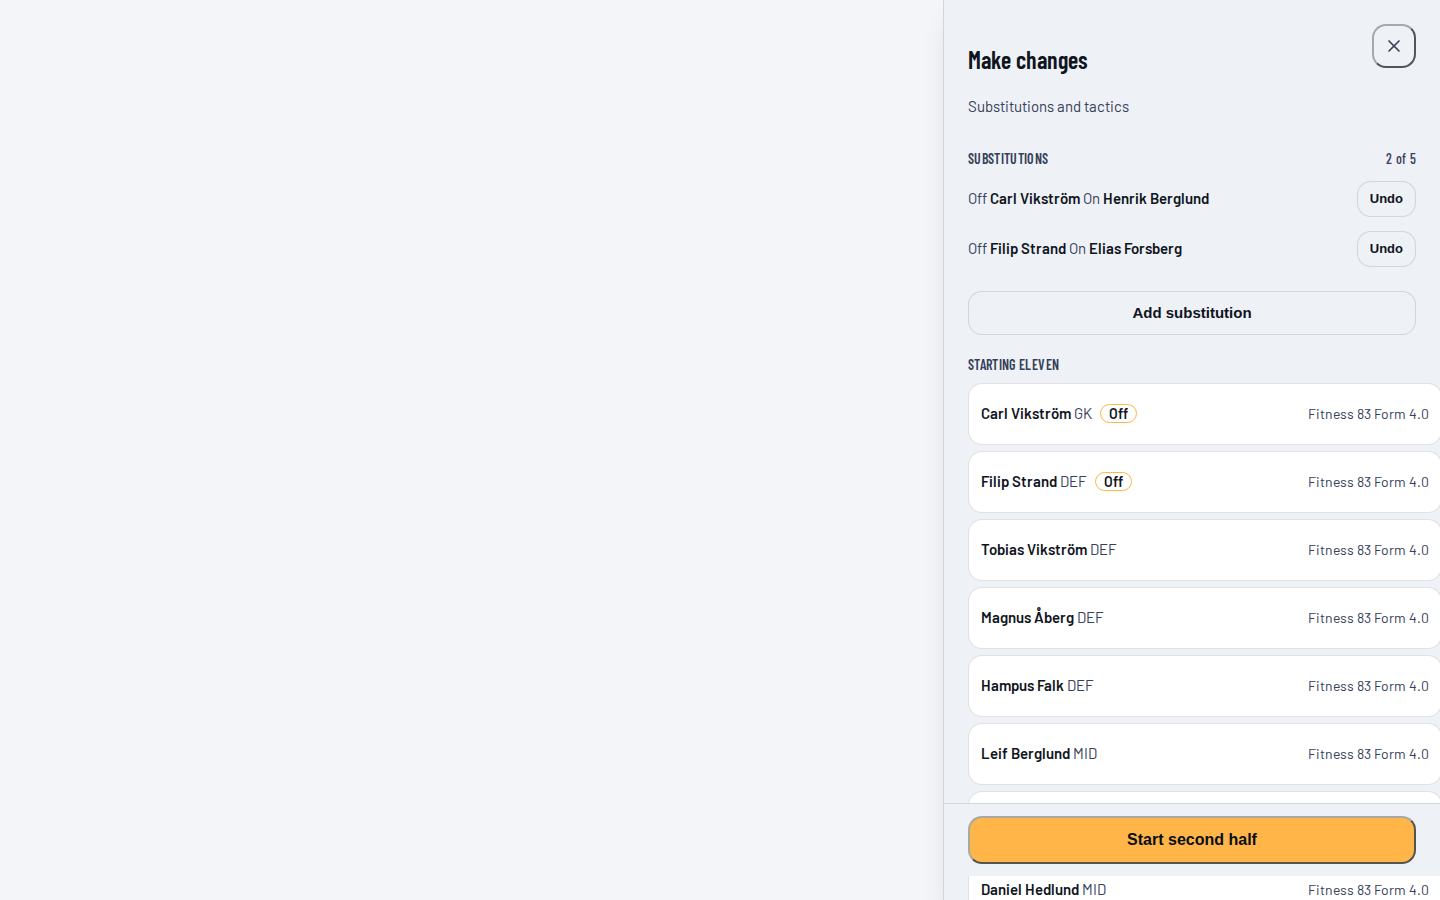 Make changes
Substitutions and tactics
SUBSTITUTIONS 2 of 5
Off Carl Vikström On Henrik Berglund Undo
Off Filip Strand On Elias Forsberg Undo
Add substitution
STARTING ELEVEN
Carl Vikström GK Off Fitness 83 Form 4.0
Filip Strand DEF Off Fitness 83 Form 4.0
Tobias Vikström DEF Fitness 83 Form 4.0
Magnus Åberg DEF Fitness 83 Form 4.0
Hampus Falk DEF Fitness 83 Form 4.0
Leif Berglund MID Fitness 83 Form 4.0
Start second half
Daniel Hedlund MID Fitness 83 Form 4.0